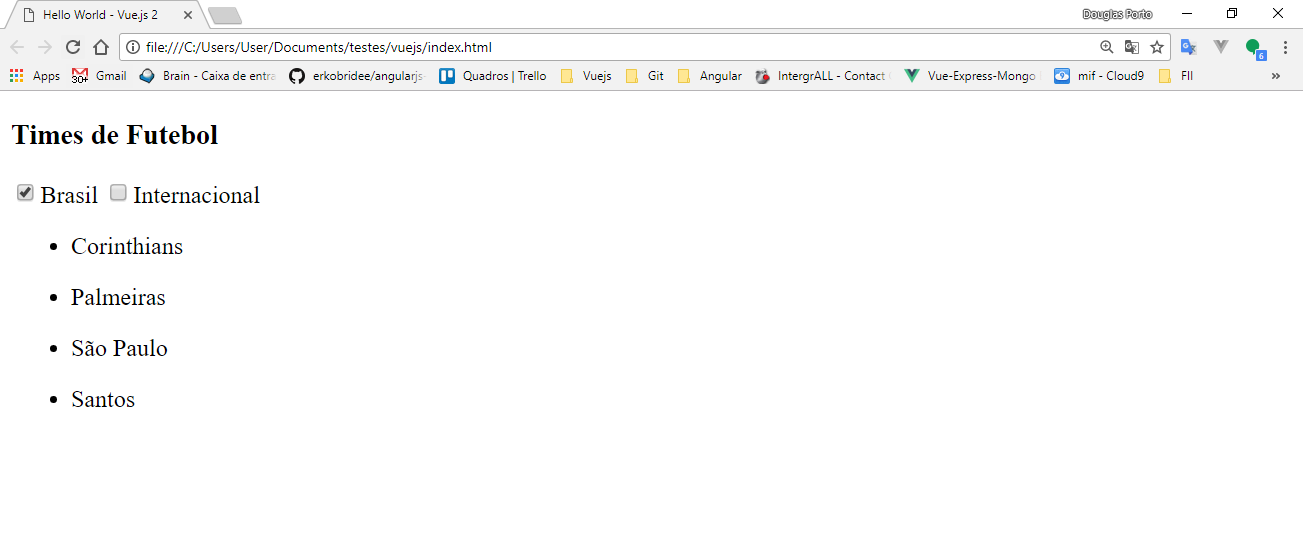 Hello World - Vue.js 2
Douglas Porto
file:///C:/Users/User/Documents/testes/vuejs/index.html
Apps 30+ Gmail Brain - Caixa de entra erkobridee/angularjs- Quadros | Trello Vuejs Git Angular IntergrALL - Contact Vue-Express-Mongo mif - Cloud9 FII »
6
Times de Futebol
Brasil Internacional
Corinthians
Palmeiras
São Paulo
Santos